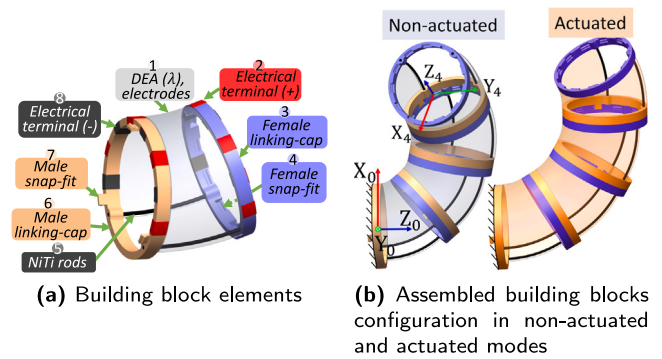 1
DEA (λ),
electrodes
2
Electrical
terminal (+)
8
Electrical
terminal (-)
3
Female
linking-cap
7
Male
snap-fit
4
Female
snap-fit
6
Male
linking-cap
5
NiTi rods
(a) Building block elements
Non-actuated
Actuated
Z4
Y4
X4
X0
Z0
Y0
(b) Assembled building blocks
configuration in non-actuated
and actuated modes